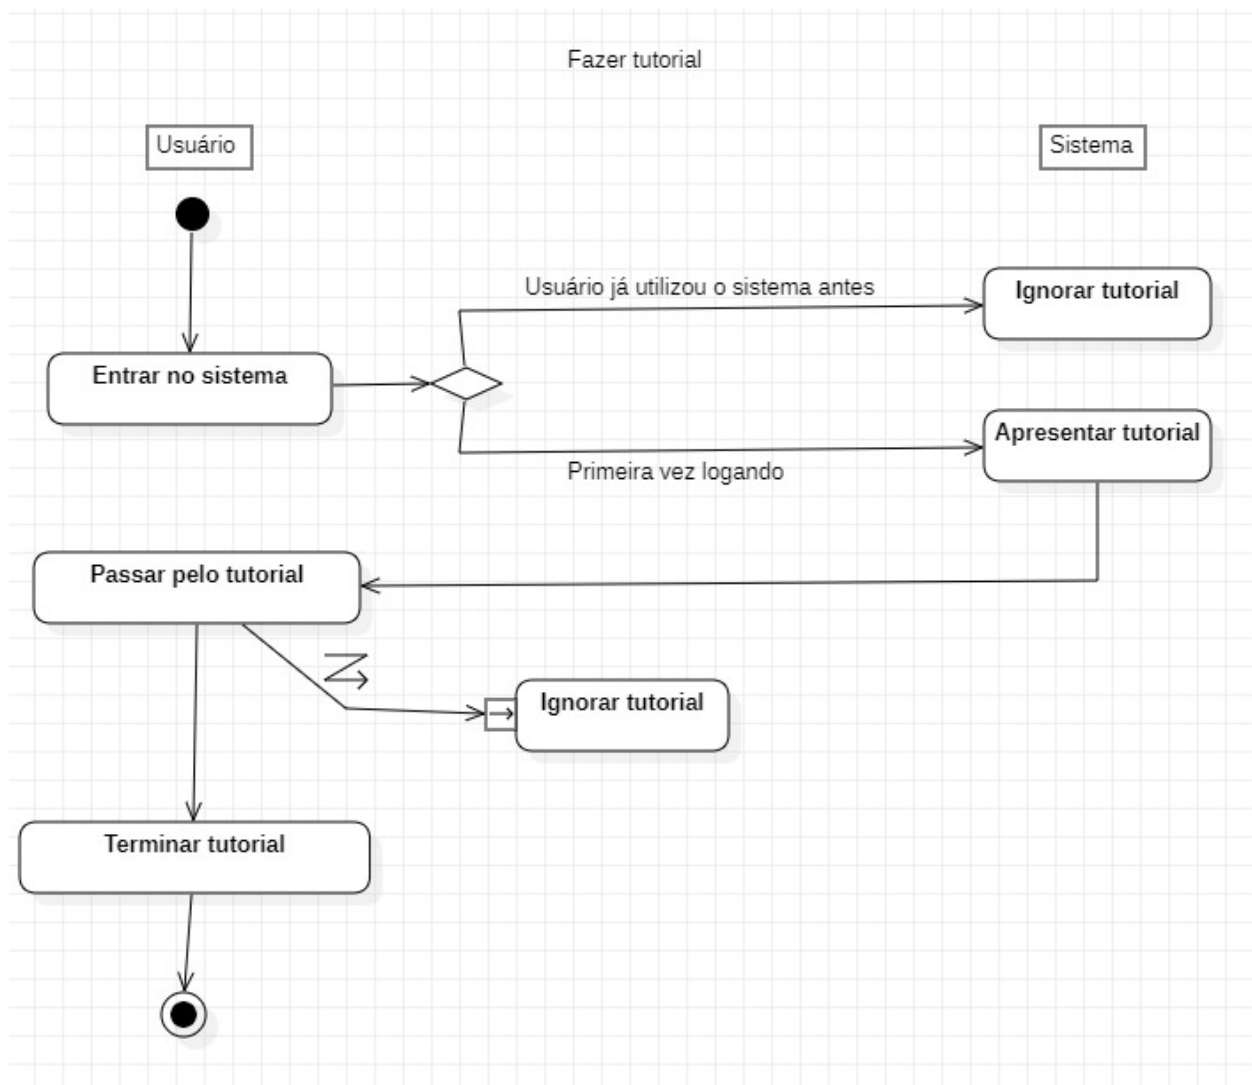 Fazer tutorial
Usuário
Sistema
Usuário já utilizou o sistema antes
Ignorar tutorial
Entrar no sistema
Apresentar tutorial
Primeira vez logando
Passar pelo tutorial
Ignorar tutorial
Terminar tutorial